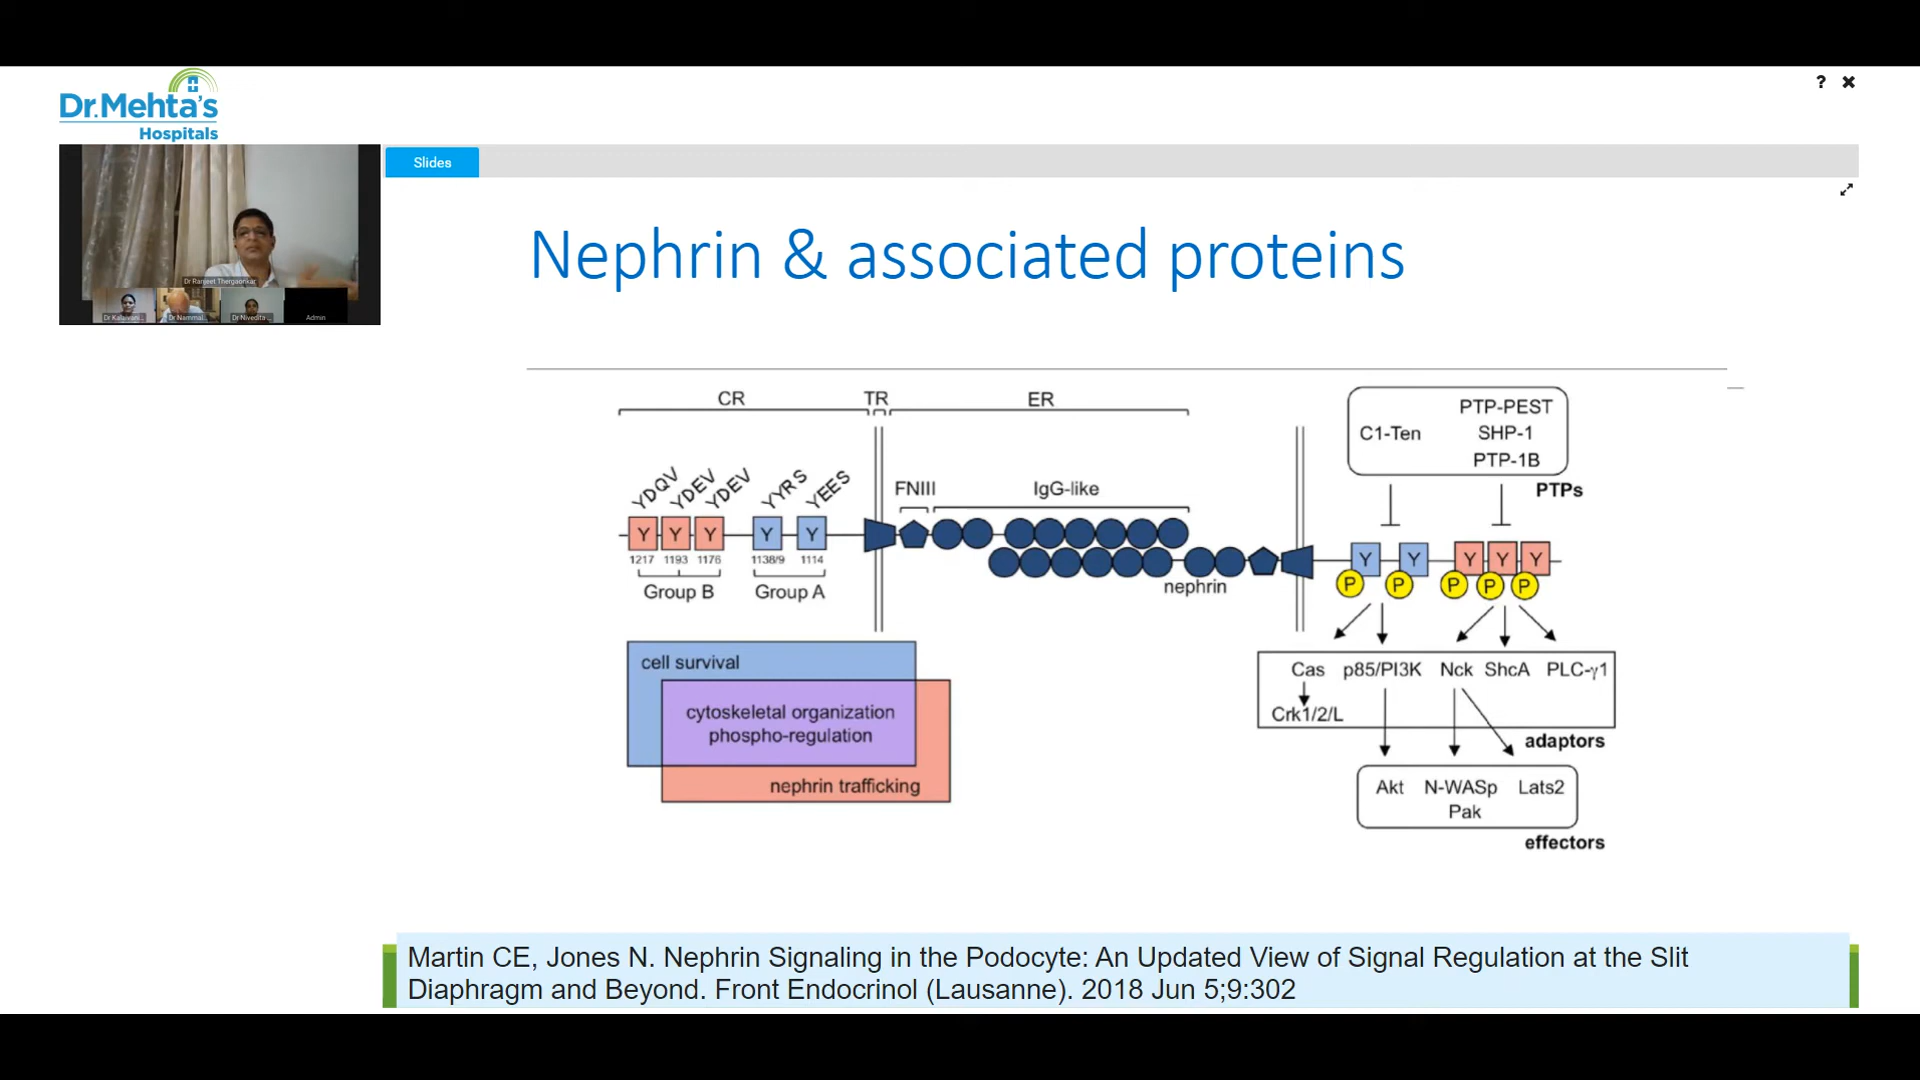 Dr.Mehta's
Hospitals
? ✖
Slides
Dr Ranjeet Thergaonkar
Admin
Nephrin & associated proteins
CR TR ER
YDQV YDEV YDEV YYRS YEES
FNIII IgG-like
Y Y Y Y Y
1217 1193 1176 1138/9 1114
Group B Group A
nephrin
cell survival
cytoskeletal organization
phospho-regulation
nephrin trafficking
PTP-PEST
C1-Ten SHP-1
PTP-1B
PTPs
Y Y Y Y Y
P P P P P
Cas p85/PI3K Nck ShcA PLC-γ1
Crk1/2/L
adaptors
Akt N-WASp Lats2
Pak
effectors
Martin CE, Jones N. Nephrin Signaling in the Podocyte: An Updated View of Signal Regulation at the Slit
Diaphragm and Beyond. Front Endocrinol (Lausanne). 2018 Jun 5;9:302